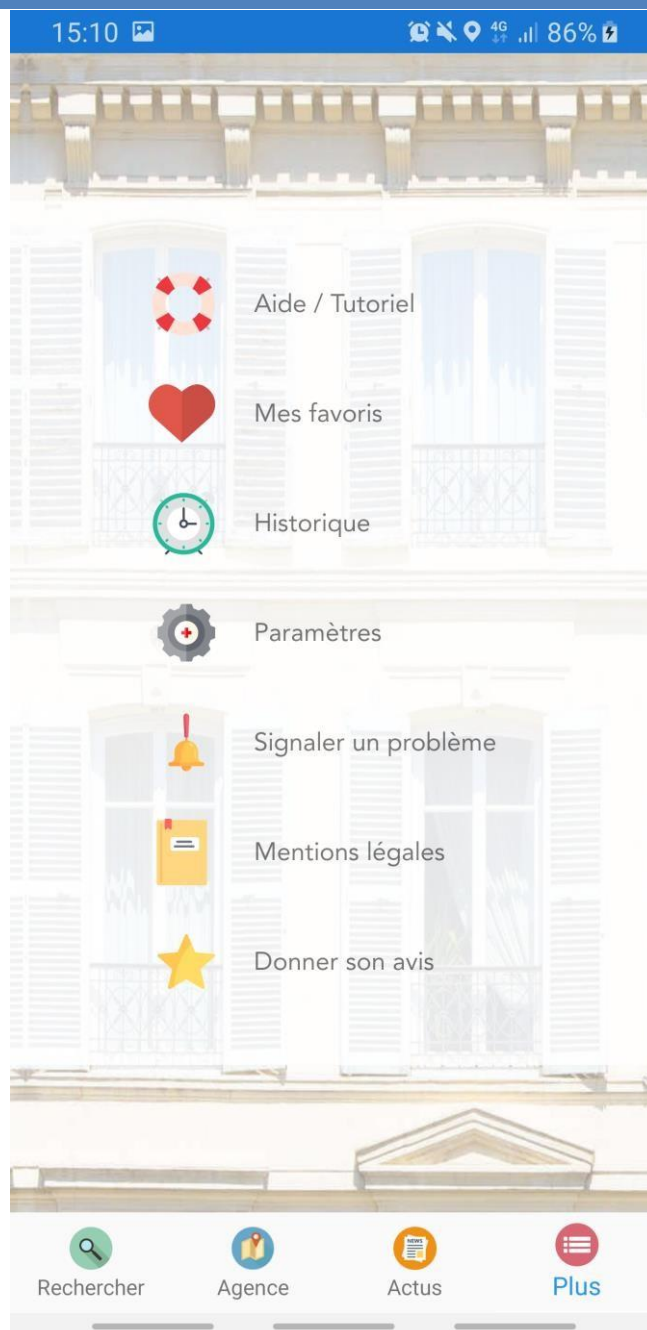 15:10 4G 86%
Aide / Tutoriel
Mes favoris
Historique
Paramètres
Signaler un problème
Mentions légales
Donner son avis
NEWS
Rechercher Agence Actus Plus